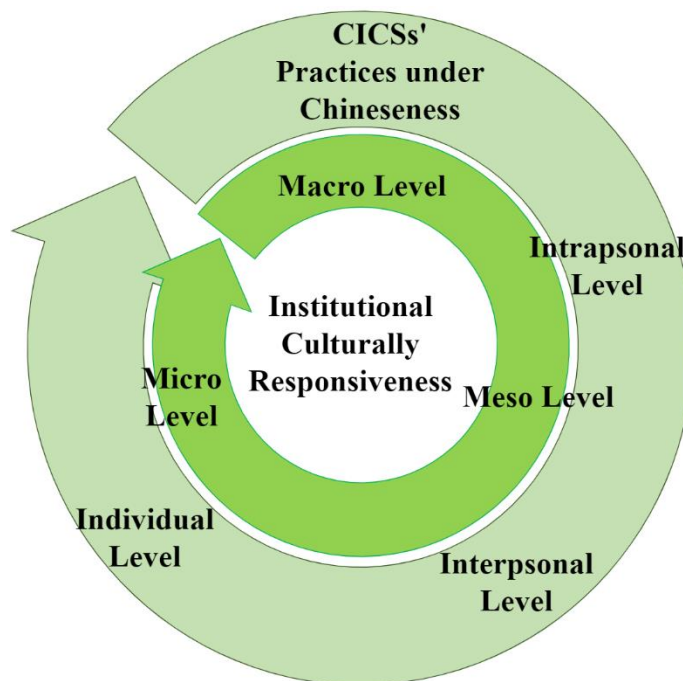 CICSs'
Practices under
Chineseness
Macro Level
Intrapsonal
Level
Institutional
Culturally
Responsiveness
Micro
Level
Meso Level
Individual
Level
Interpsonal
Level